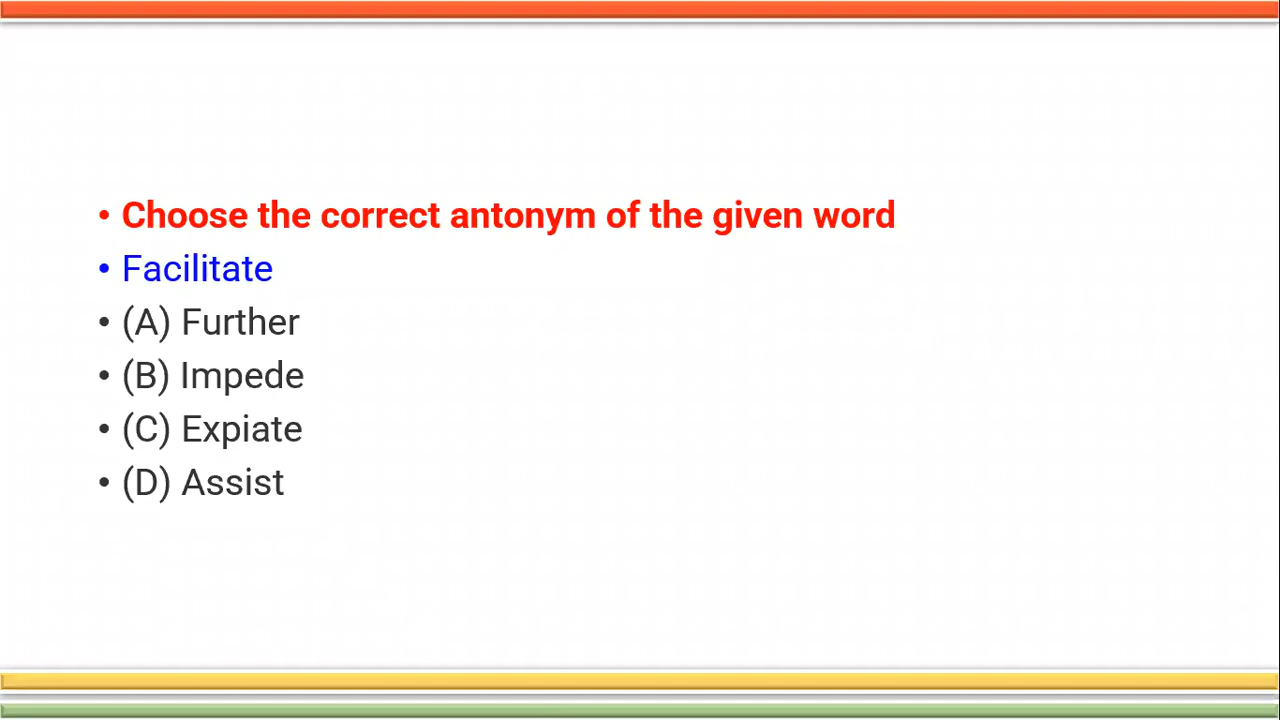 • Choose the correct antonym of the given word
• Facilitate
• (A) Further
• (B) Impede
• (C) Expiate
• (D) Assist